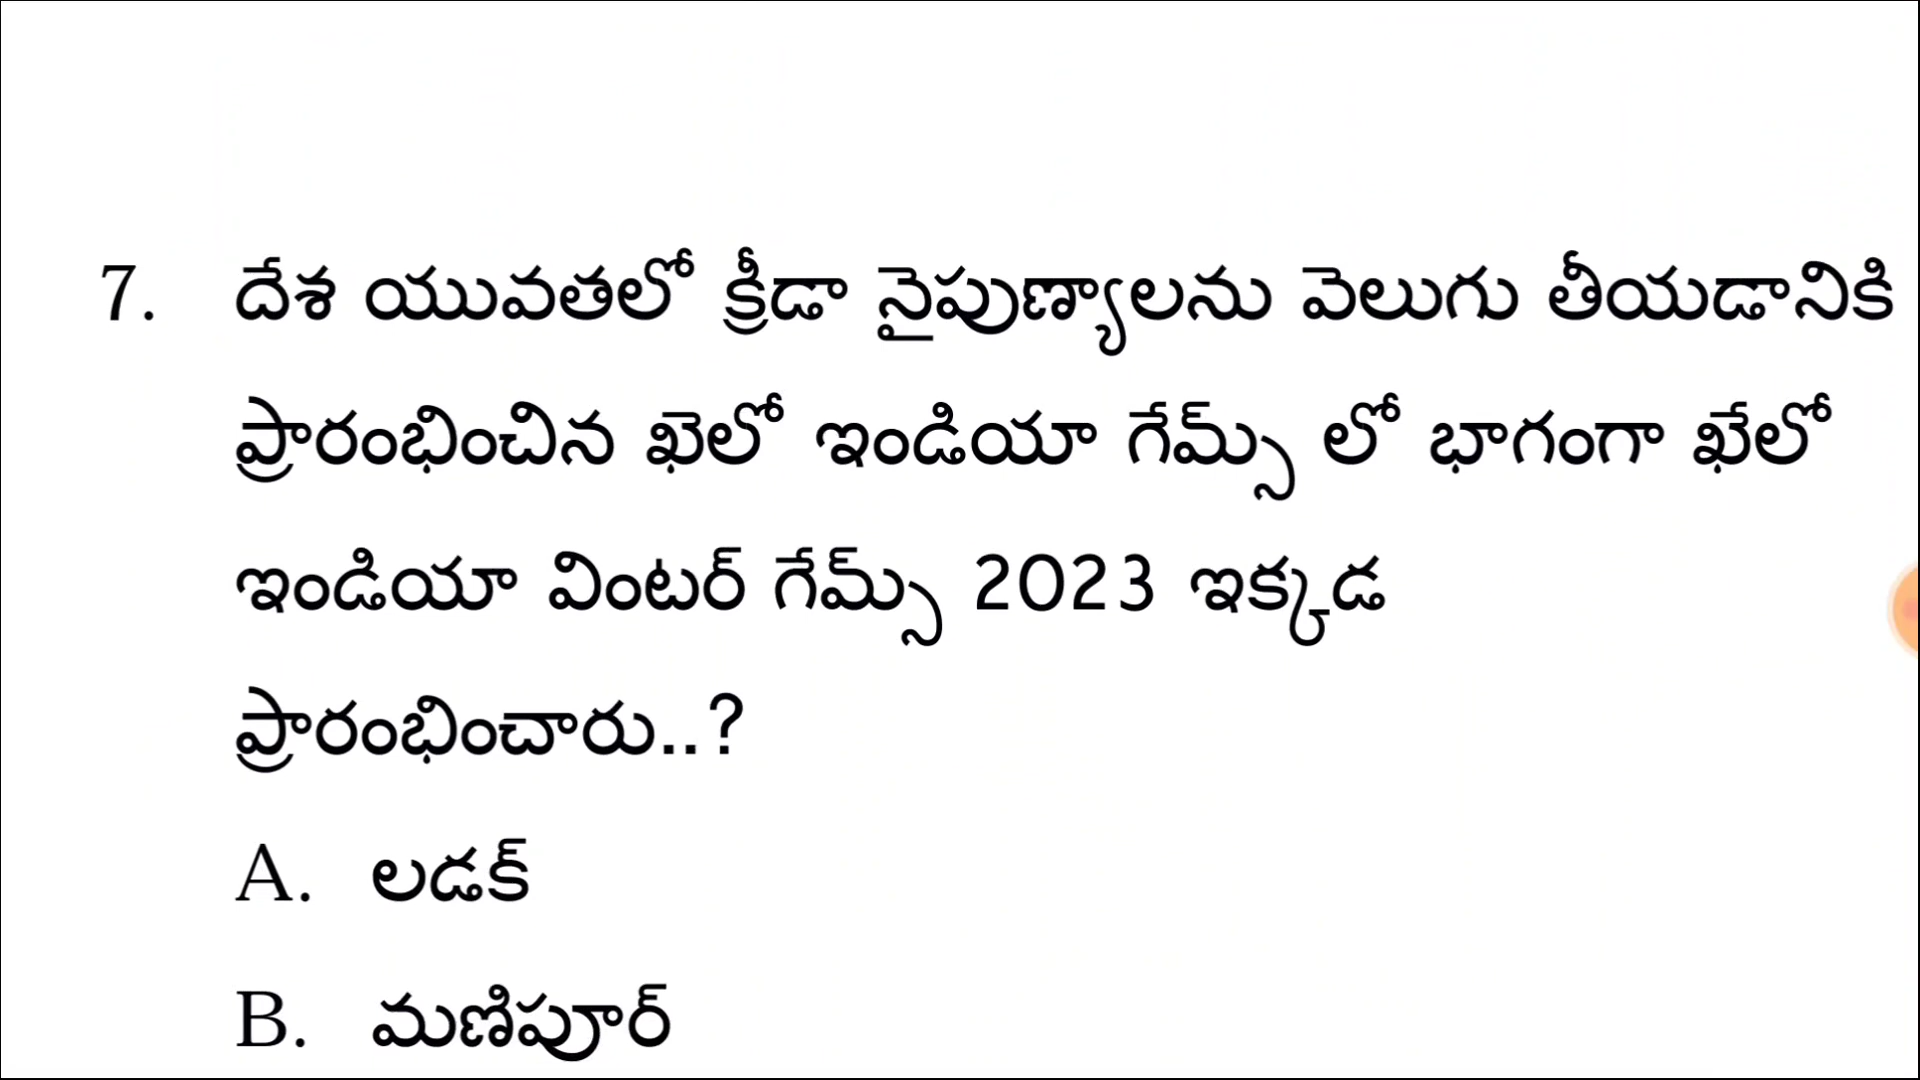 7. దేశ యువతలో క్రీడా నైపుణ్యాలను వెలుగు తీయడానికి
ప్రారంభించిన ఖెలో ఇండియా గేమ్స్ లో భాగంగా ఖేలో
ఇండియా వింటర్ గేమ్స్ 2023 ఇక్కడ
ప్రారంభించారు..?
A. లడక్
B. మణిపూర్